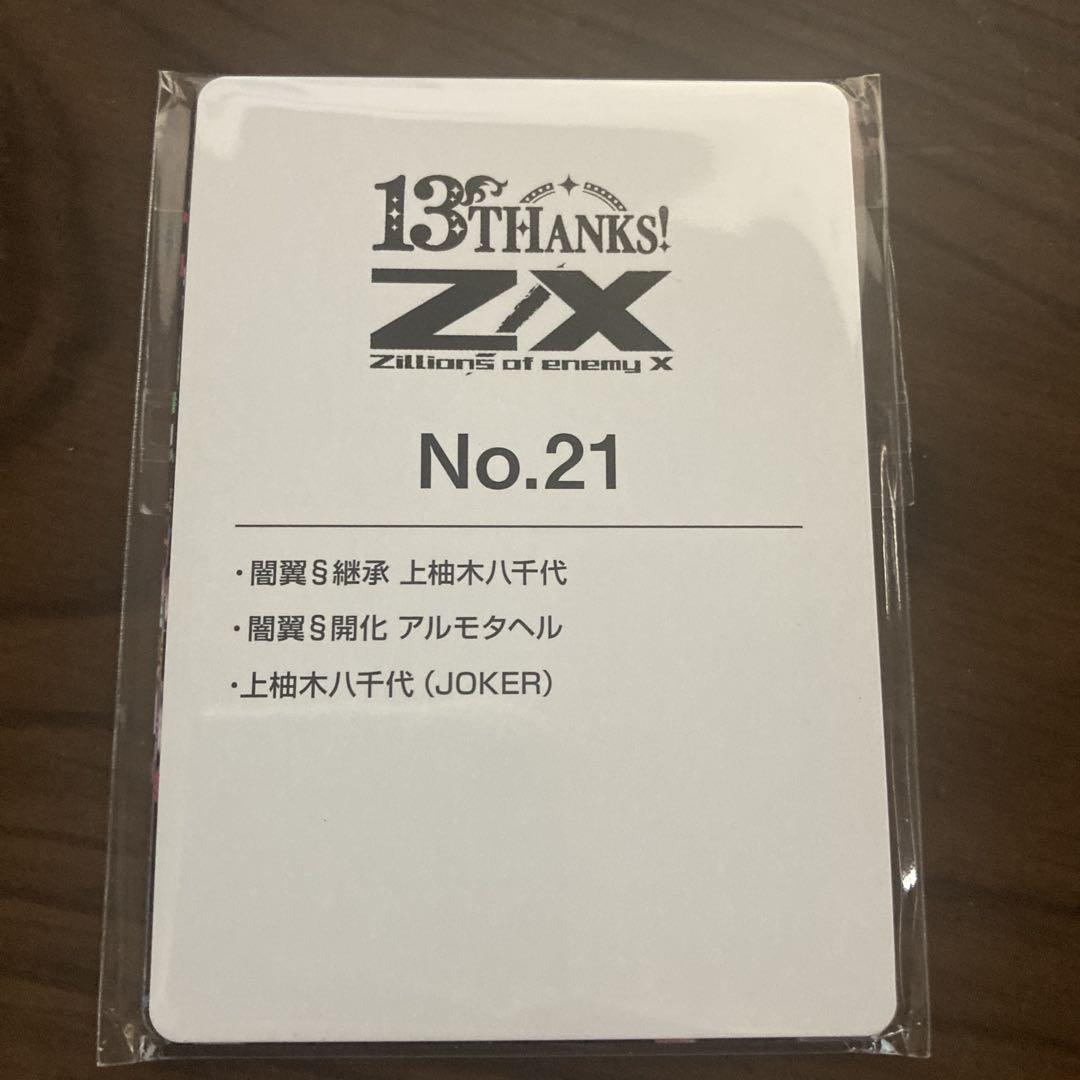 13THANKS!
Z/X
Zillions of enemy X
No.21
・闇翼§継承 上柚木八千代
・闇翼§開化 アルモタヘル
・上柚木八千代（JOKER）